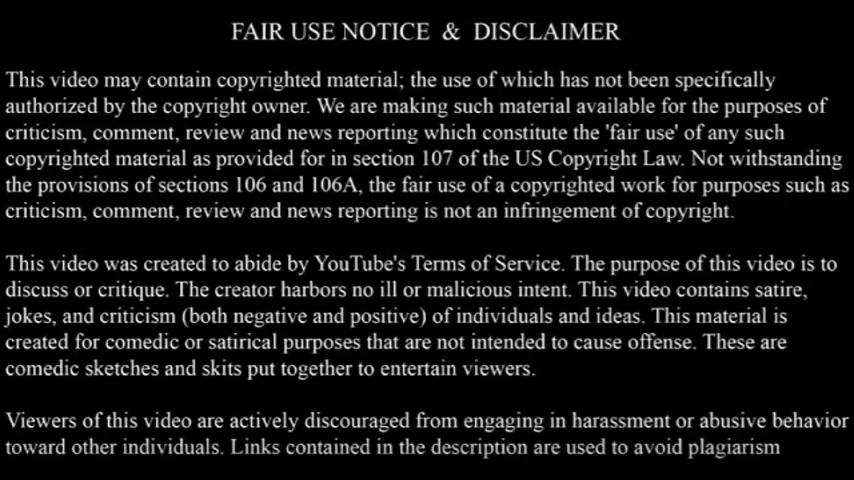 FAIR USE NOTICE & DISCLAIMER
This video may contain copyrighted material; the use of which has not been specifically
authorized by the copyright owner. We are making such material available for the purposes of
criticism, comment, review and news reporting which constitute the 'fair use' of any such
copyrighted material as provided for in section 107 of the US Copyright Law. Not withstanding
the provisions of sections 106 and 106A, the fair use of a copyrighted work for purposes such as
criticism, comment, review and news reporting is not an infringement of copyright.
This video was created to abide by YouTube's Terms of Service. The purpose of this video is to
discuss or critique. The creator harbors no ill or malicious intent. This video contains satire,
jokes, and criticism (both negative and positive) of individuals and ideas. This material is
created for comedic or satirical purposes that are not intended to cause offense. These are
comedic sketches and skits put together to entertain viewers.
Viewers of this video are actively discouraged from engaging in harassment or abusive behavior
toward other individuals. Links contained in the description are used to avoid plagiarism